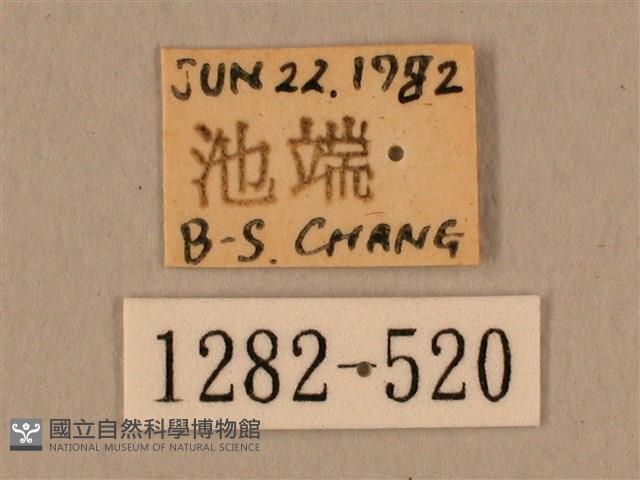 JUN 22. 1982
池端
B-S. CHANG
1282-520
國立自然科學博物館
NATIONAL MUSEUM OF NATURAL SCIENCE